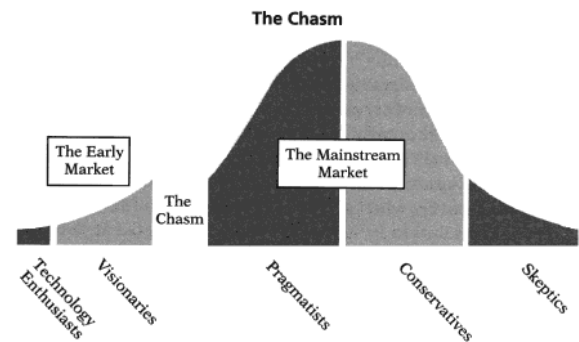 The Chasm
The Early
Market
The
Chasm
The Mainstream
Market
Technology
Enthusiasts
Visionaries
Pragmatists
Conservatives
Skeptics